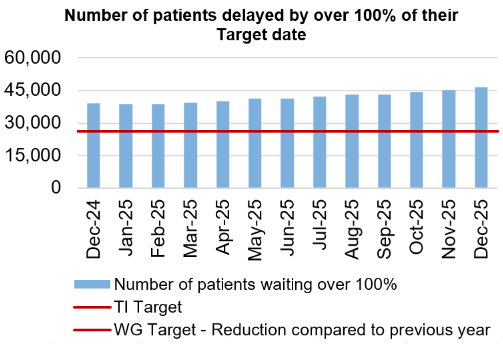 Number of patients delayed by over 100% of their
Target date
60,000
45,000
30,000
15,000
0
Dec-24
Jan-25
Feb-25
Mar-25
Apr-25
May-25
Jun-25
Jul-25
Aug-25
Sep-25
Oct-25
Nov-25
Dec-25
Number of patients waiting over 100%
TI Target
WG Target - Reduction compared to previous year